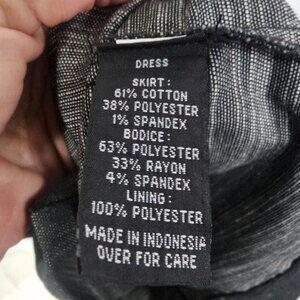 DRESS
SKIRT:
61% COTTON
38% POLYESTER
1% SPANDEX
BODICE:
63% POLYESTER
33% RAYON
4% SPANDEX
LINING:
100% POLYESTER
MADE IN INDONESIA
OVER FOR CARE